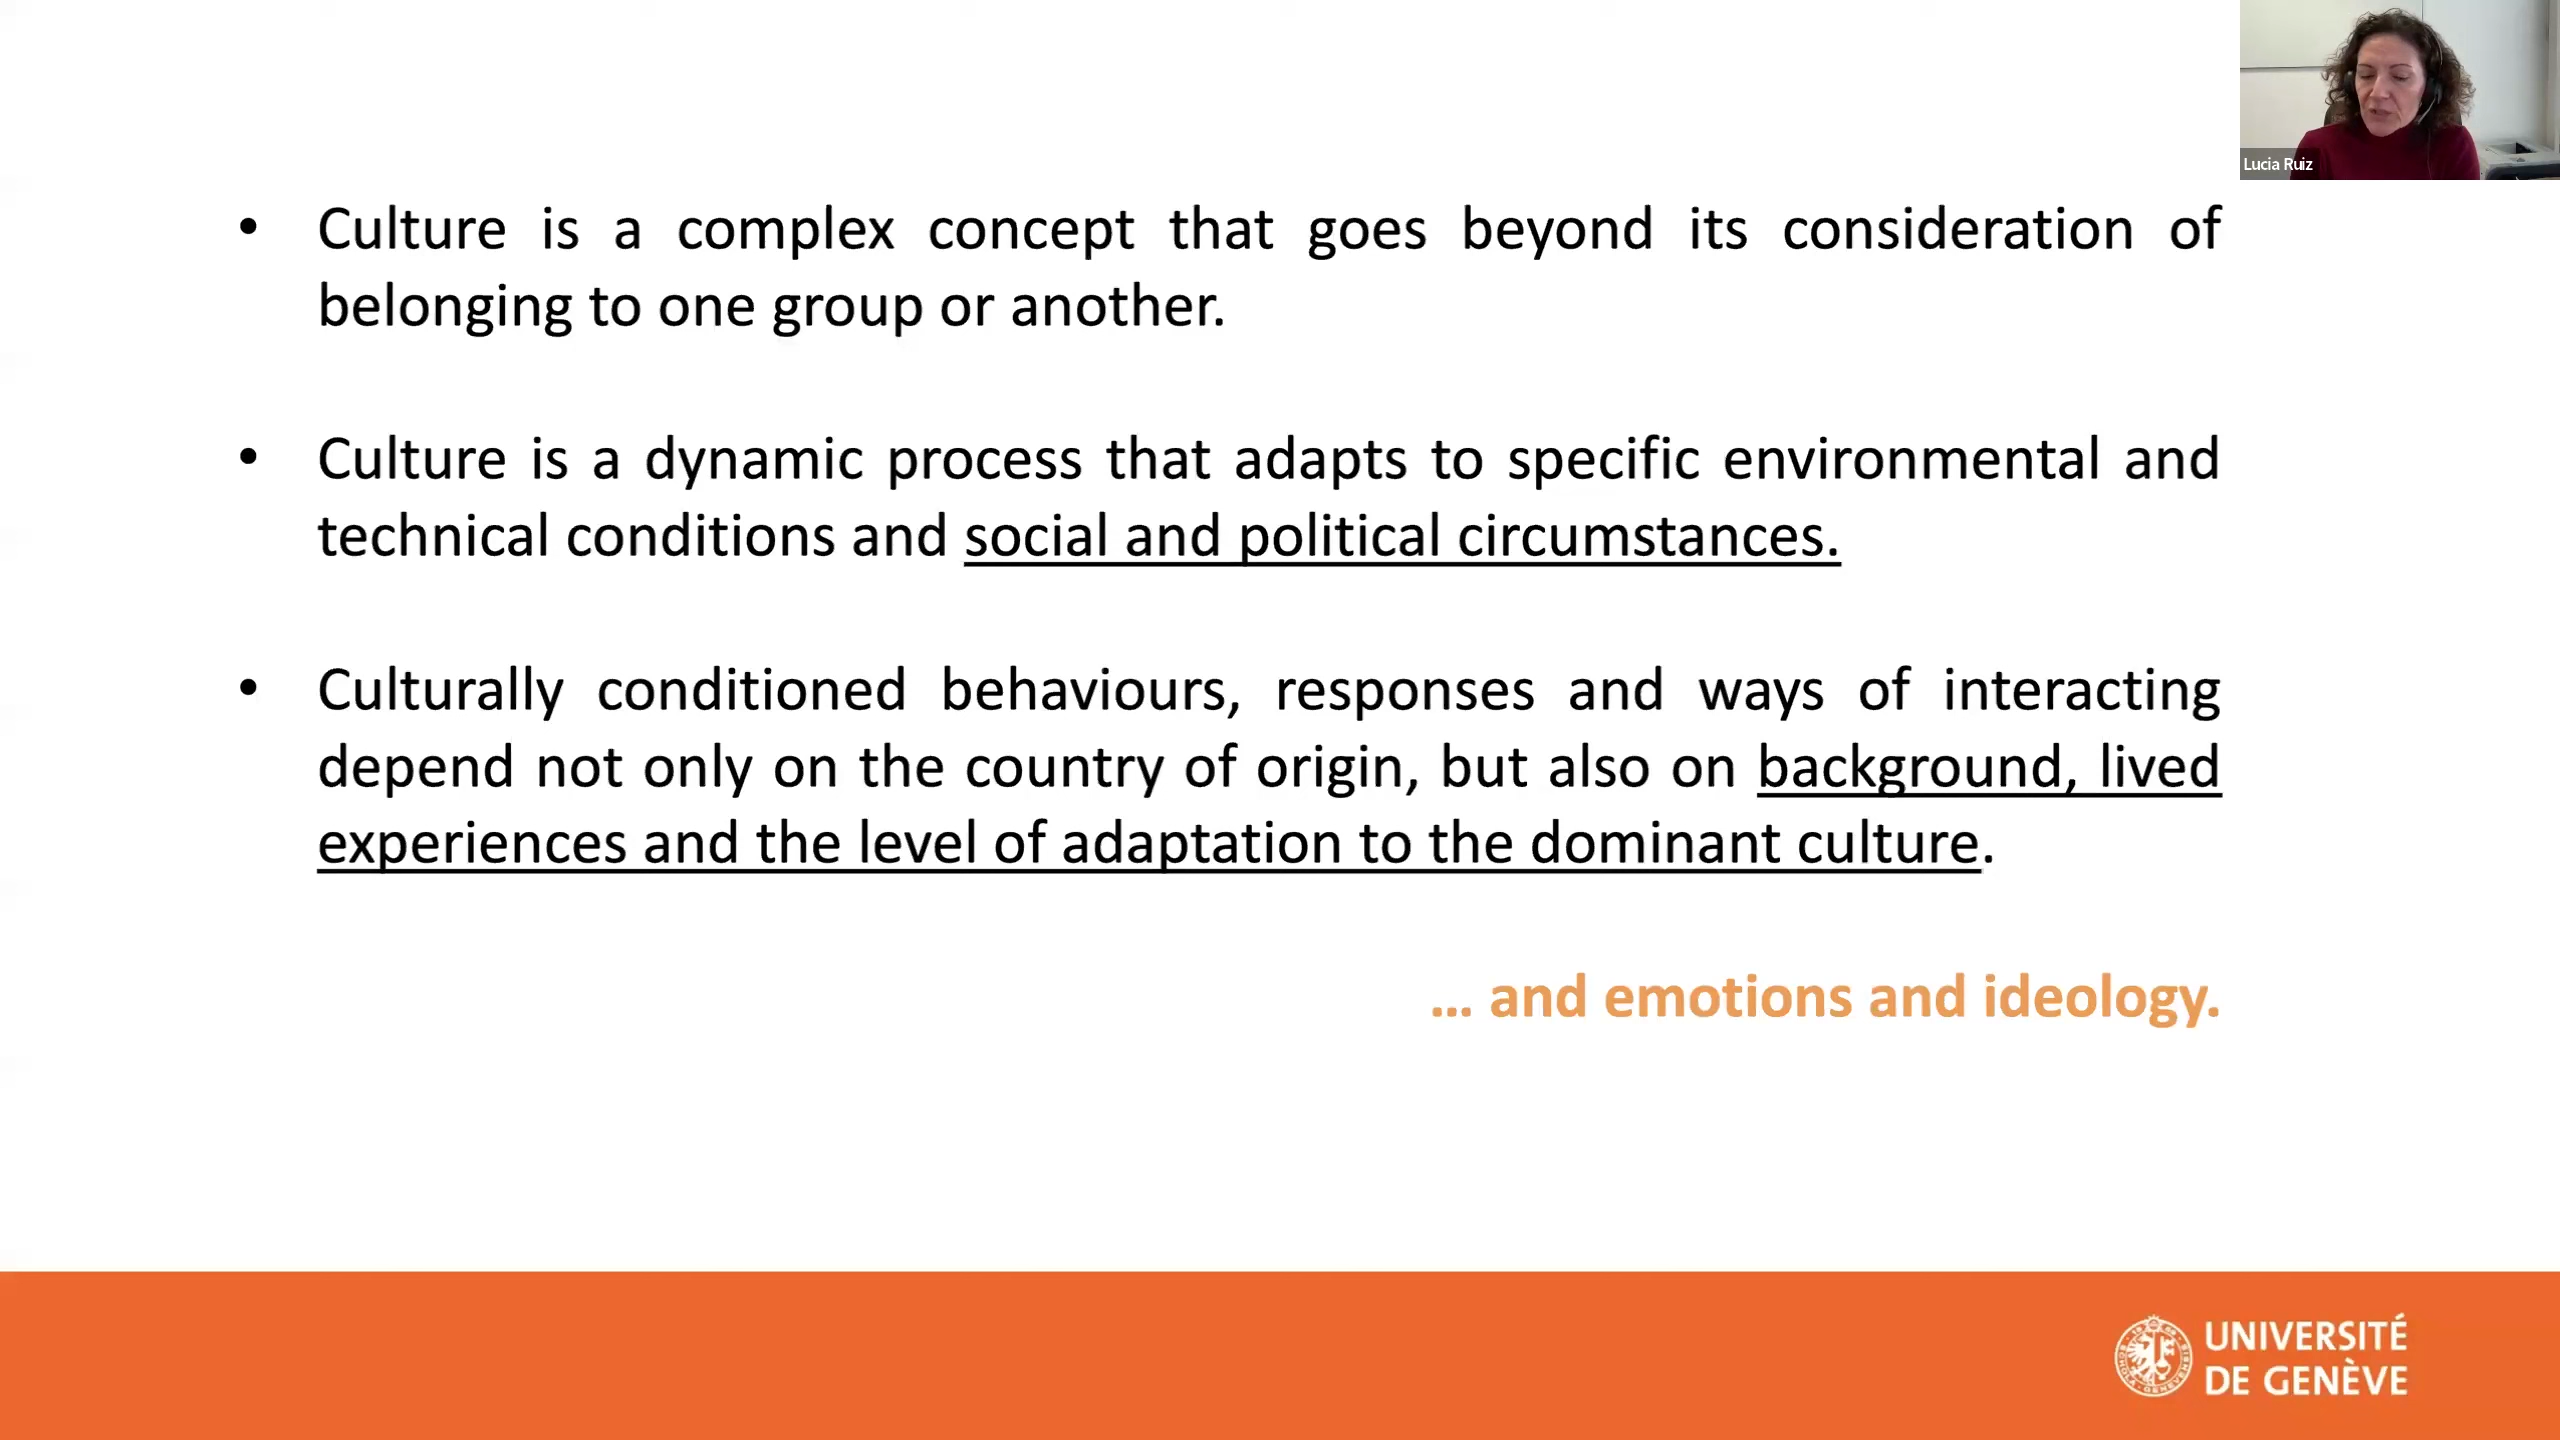 Lucia Ruiz
• Culture is a complex concept that goes beyond its consideration of
belonging to one group or another.
• Culture is a dynamic process that adapts to specific environmental and
technical conditions and social and political circumstances.
• Culturally conditioned behaviours, responses and ways of interacting
depend not only on the country of origin, but also on background, lived
experiences and the level of adaptation to the dominant culture.
... and emotions and ideology.
UNIVERSITÉ
DE GENÈVE